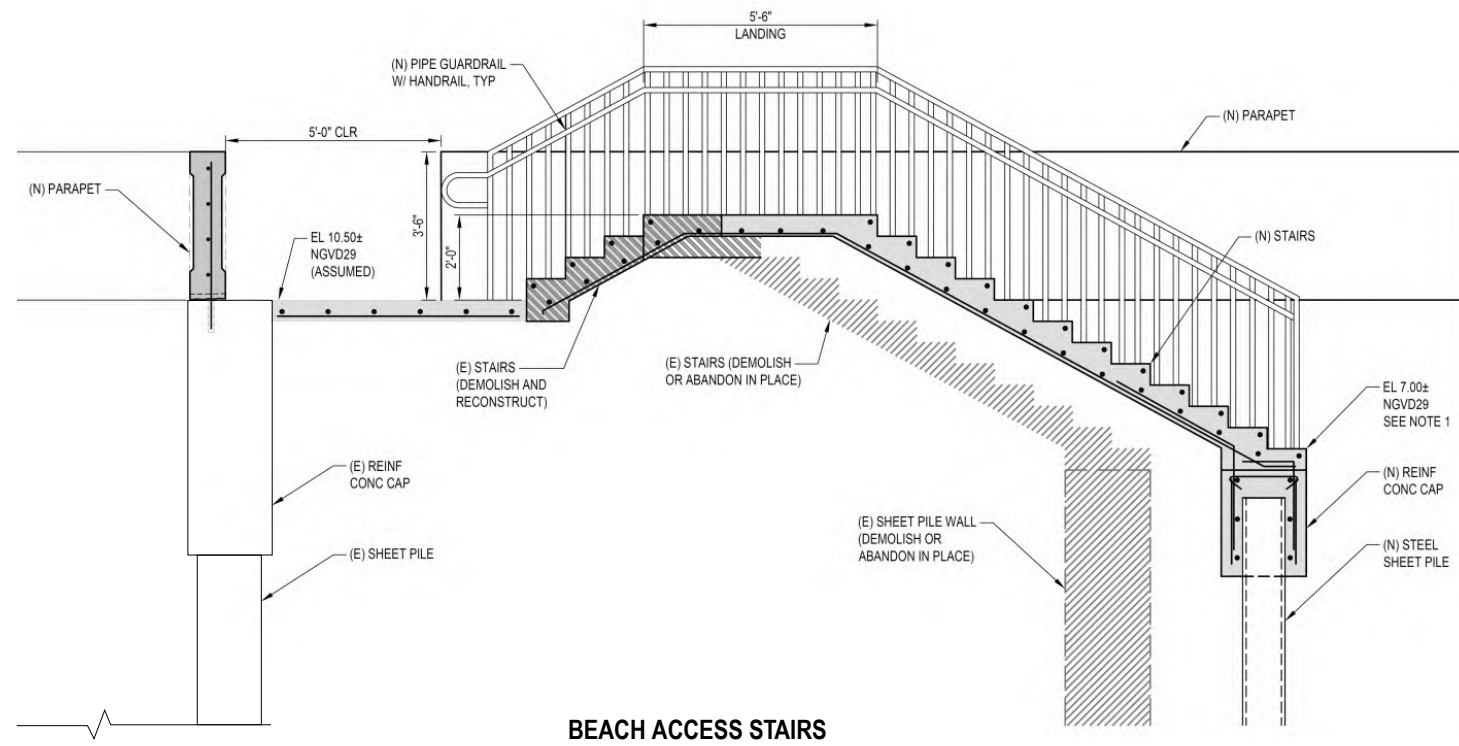 5'-6"
LANDING
(N) PIPE GUARDRAIL
W/ HANDRAIL, TYP
(N) PARAPET
5'-0" CLR
(N) PARAPET
EL 10.50±
NGVD29
(ASSUMED)
3'-6"
2'-0"
(N) STAIRS
(E) STAIRS
(DEMOLISH AND
RECONSTRUCT)
(E) STAIRS (DEMOLISH
OR ABANDON IN PLACE)
EL 7.00±
NGVD29
SEE NOTE 1
(E) REINF
CONC CAP
(N) REINF
CONC CAP
(E) SHEET PILE WALL
(DEMOLISH OR
ABANDON IN PLACE)
(E) SHEET PILE
(N) STEEL
SHEET PILE
BEACH ACCESS STAIRS